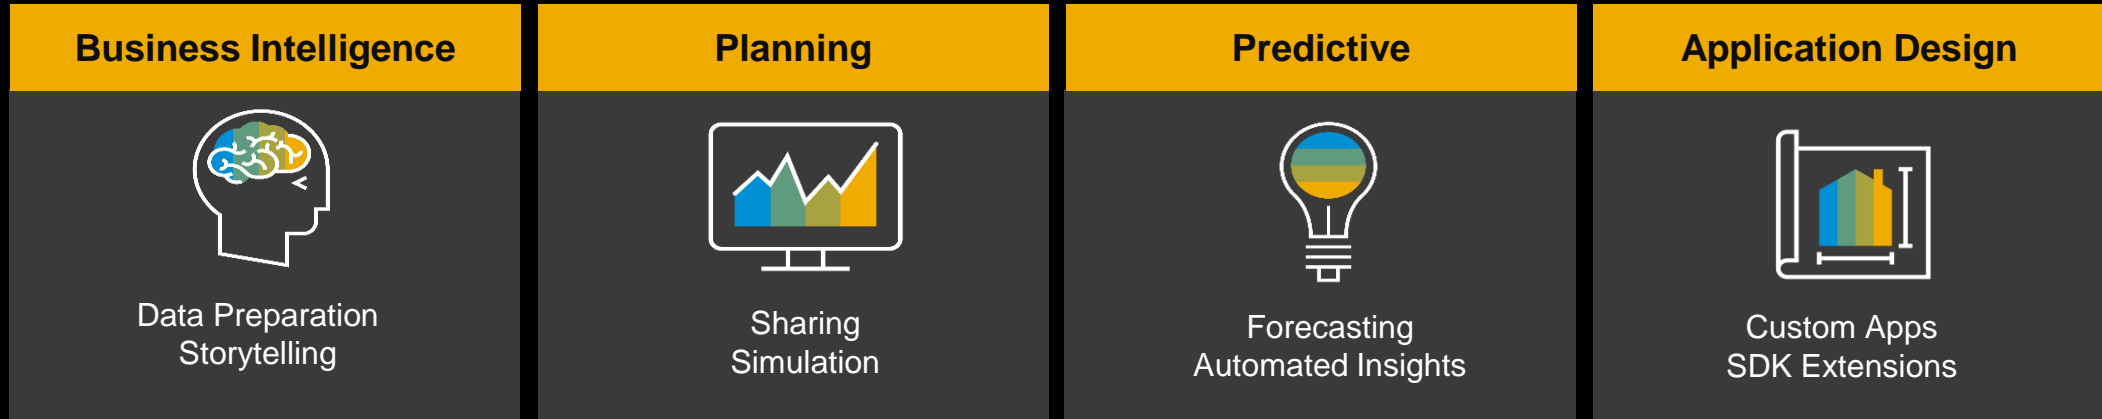 Business Intelligence
Data Preparation
Storytelling
Planning
Sharing
Simulation
Predictive
Forecasting
Automated Insights
Application Design
Custom Apps
SDK Extensions